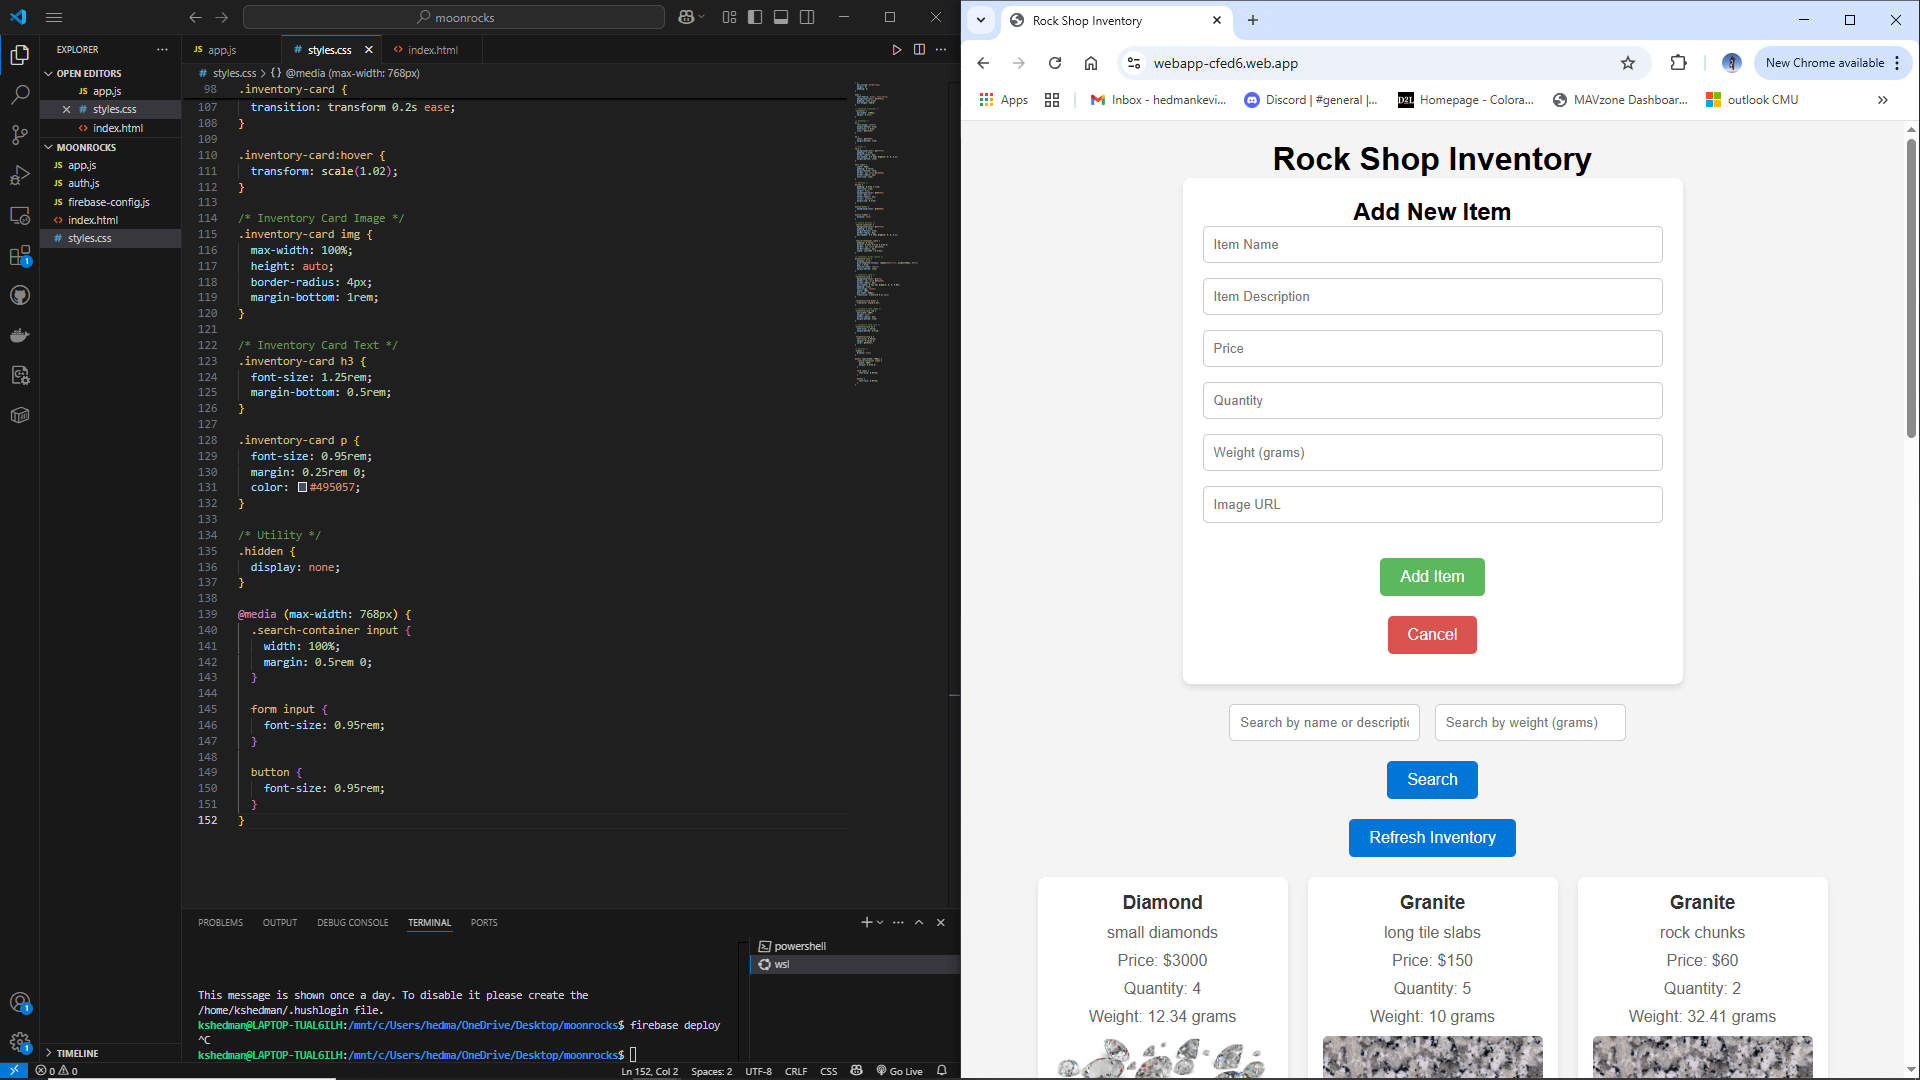 moonrocks
EXPLORER
OPEN EDITORS
JS app.js
# styles.css
<> index.html
MOONROCKS
JS app.js
JS auth.js
JS firebase-config.js
<> index.html
# styles.css
TIMELINE
JS app.js
# styles.css
<> index.html
# styles.css > {} @media (max-width: 768px)
98 .inventory-card {
107 transition: transform 0.2s ease;
108 }
109
110 .inventory-card:hover {
111 transform: scale(1.02);
112 }
113
114 /* Inventory Card Image */
115 .inventory-card img {
116 max-width: 100%;
117 height: auto;
118 border-radius: 4px;
119 margin-bottom: 1rem;
120 }
121
122 /* Inventory Card Text */
123 .inventory-card h3 {
124 font-size: 1.25rem;
125 margin-bottom: 0.5rem;
126 }
127
128 .inventory-card p {
129 font-size: 0.95rem;
130 margin: 0.25rem 0;
131 color: #495057;
132 }
133
134 /* Utility */
135 .hidden {
136 display: none;
137 }
138
139 @media (max-width: 768px) {
140 .search-container input {
141 width: 100%;
142 margin: 0.5rem 0;
143 }
144
145 form input {
146 font-size: 0.95rem;
147 }
148
149 button {
150 font-size: 0.95rem;
151 }
152 }
PROBLEMS OUTPUT DEBUG CONSOLE TERMINAL PORTS
powershell
wsl
This message is shown once a day. To disable it please create the
/home/kshedman/.hushlogin file.
kshedman@LAPTOP-TUAL6ILH:/mnt/c/Users/hedma/OneDrive/Desktop/moonrocks$ firebase deploy
^C
kshedman@LAPTOP-TUAL6ILH:/mnt/c/Users/hedma/OneDrive/Desktop/moonrocks$
0 0 Ln 152, Col 2 Spaces: 2 UTF-8 CRLF CSS Go Live
1
1
1
Rock Shop Inventory
webapp-cfed6.web.app
New Chrome available
Apps
Inbox - hedmankevi...
Discord | #general |...
D2L Homepage - Colora...
MAVzone Dashboar...
outlook CMU
Rock Shop Inventory
Add New Item
Item Name
Item Description
Price
Quantity
Weight (grams)
Image URL
Add Item
Cancel
Search by name or descripti
Search by weight (grams)
Search
Refresh Inventory
Diamond
small diamonds
Price: $3000
Quantity: 4
Weight: 12.34 grams
Granite
long tile slabs
Price: $150
Quantity: 5
Weight: 10 grams
Granite
rock chunks
Price: $60
Quantity: 2
Weight: 32.41 grams